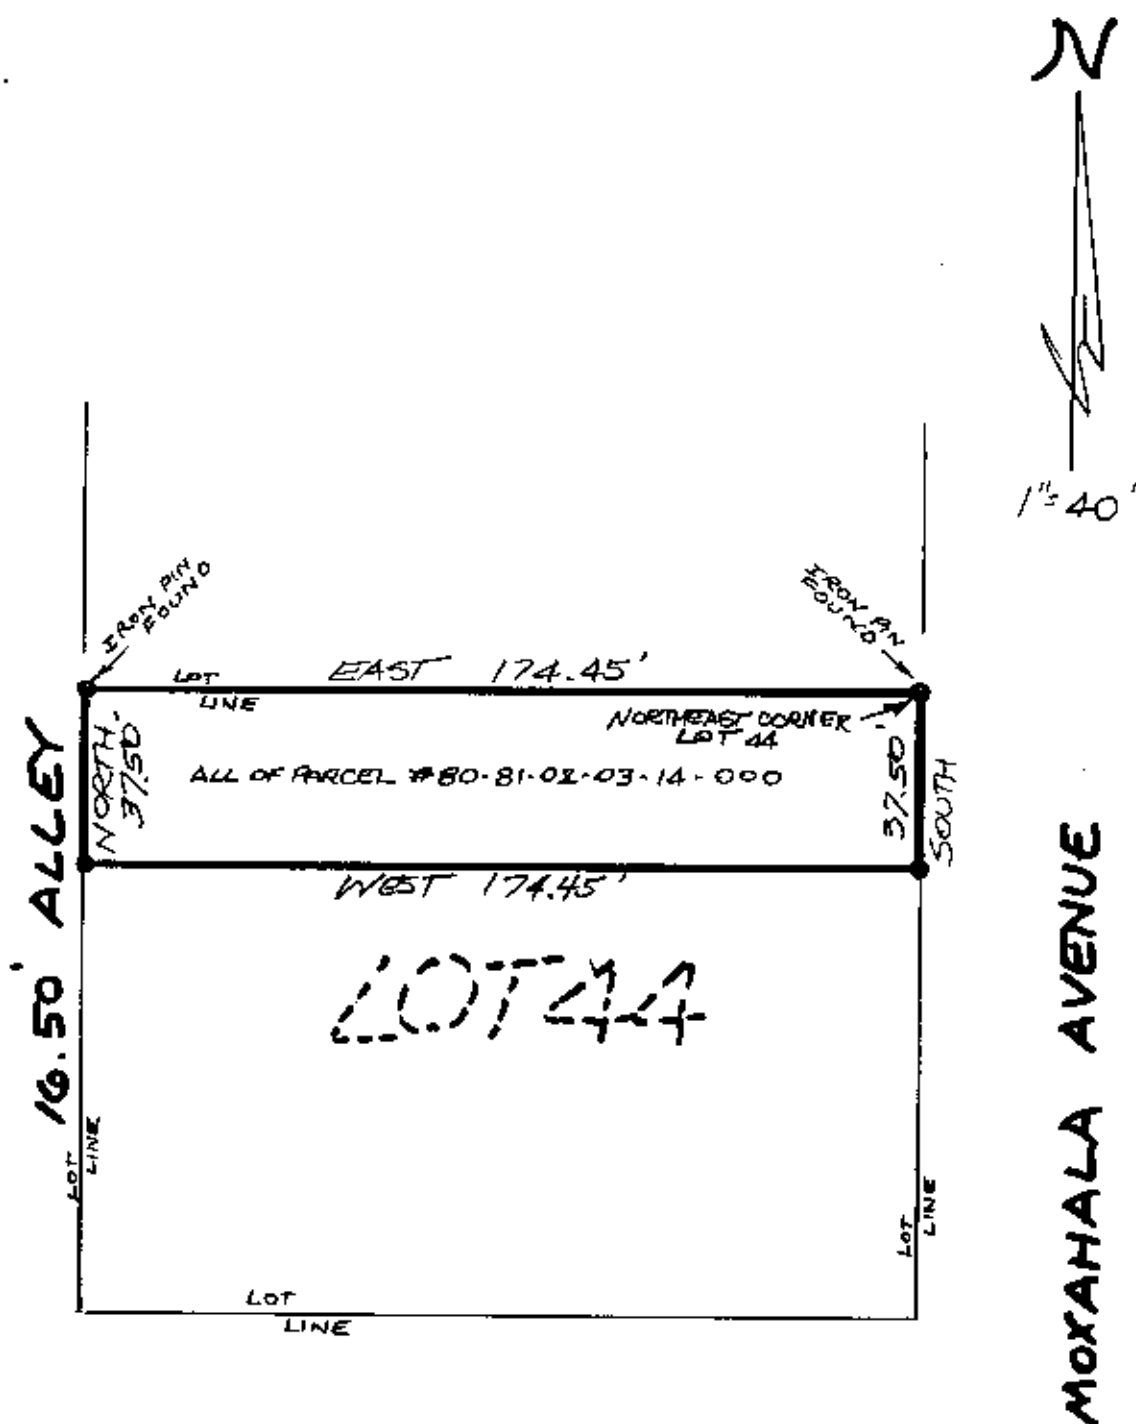 N
1"=40'
IRON PIN
FOUND
IRON PIN
FOUND
EAST 174.45'
LOT
LINE
NORTHEAST CORNER
LOT 44
NORTH
37.50'
ALL OF PARCEL #80-81-02-03-14-000
37.50'
SOUTH
WEST 174.45'
16.50' ALLEY
LOT 44
MOXAHALA AVENUE
LOT
LINE
LOT
LINE
LOT
LINE